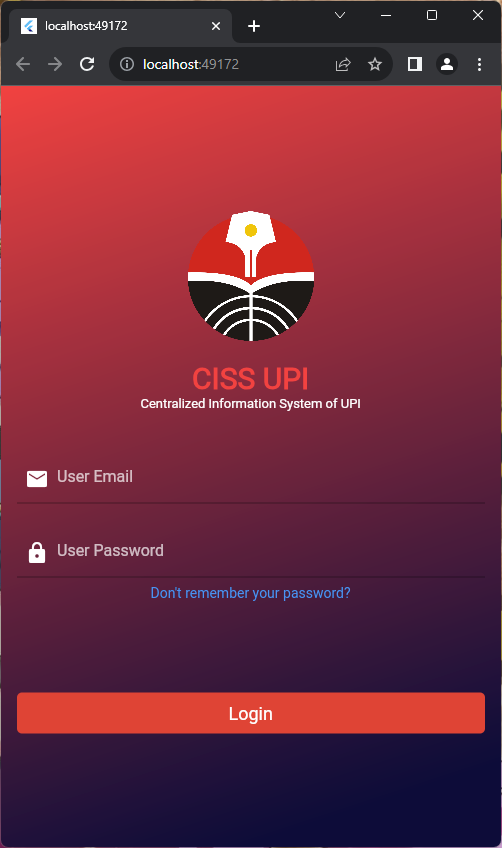 localhost:49172
localhost:49172
CISS UPI
Centralized Information System of UPI
User Email
User Password
Don't remember your password?
Login